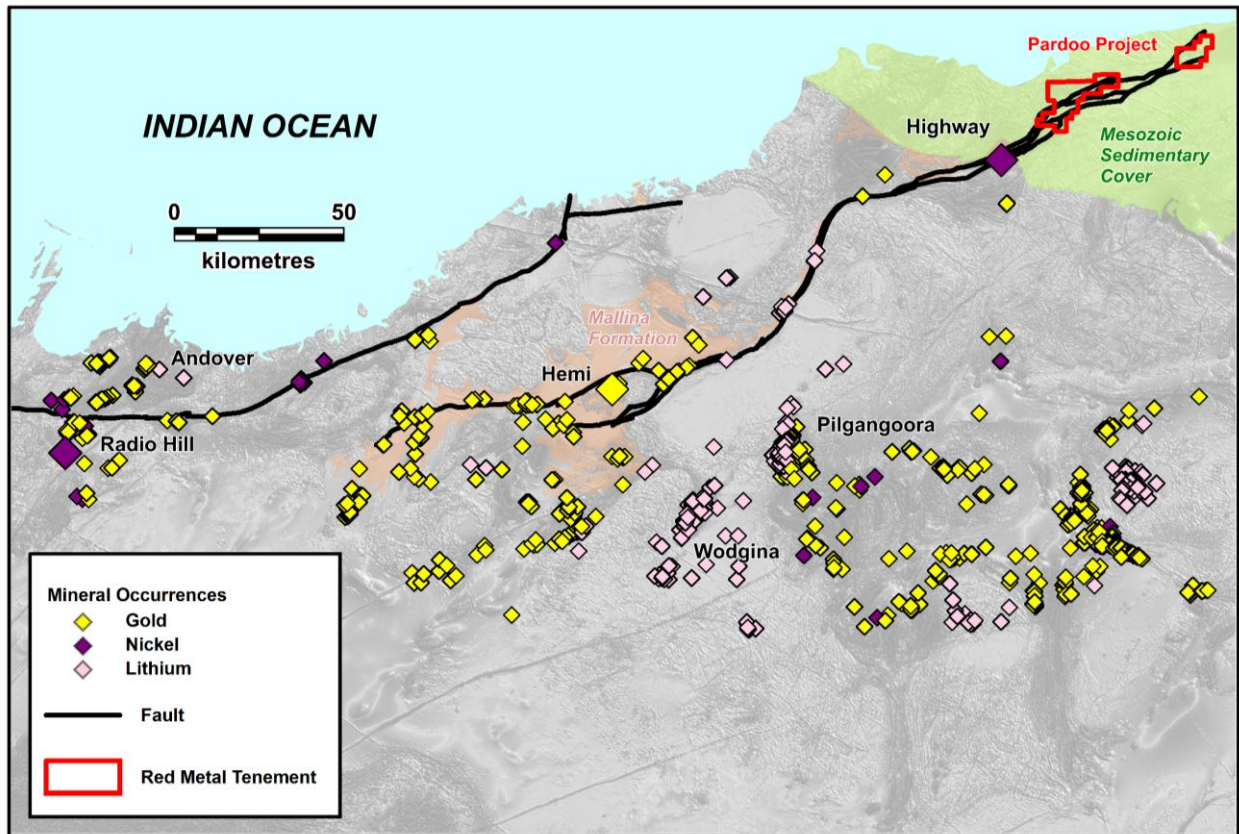 Pardoo Project
INDIAN OCEAN
Highway
Mesozoic
Sedimentary
Cover
0 50
kilometres
Mallina
Formation
Andover
Hemi
Radio Hill
Pilgangoora
Wodgina
Mineral Occurrences
Gold
Nickel
Lithium
Fault
Red Metal Tenement